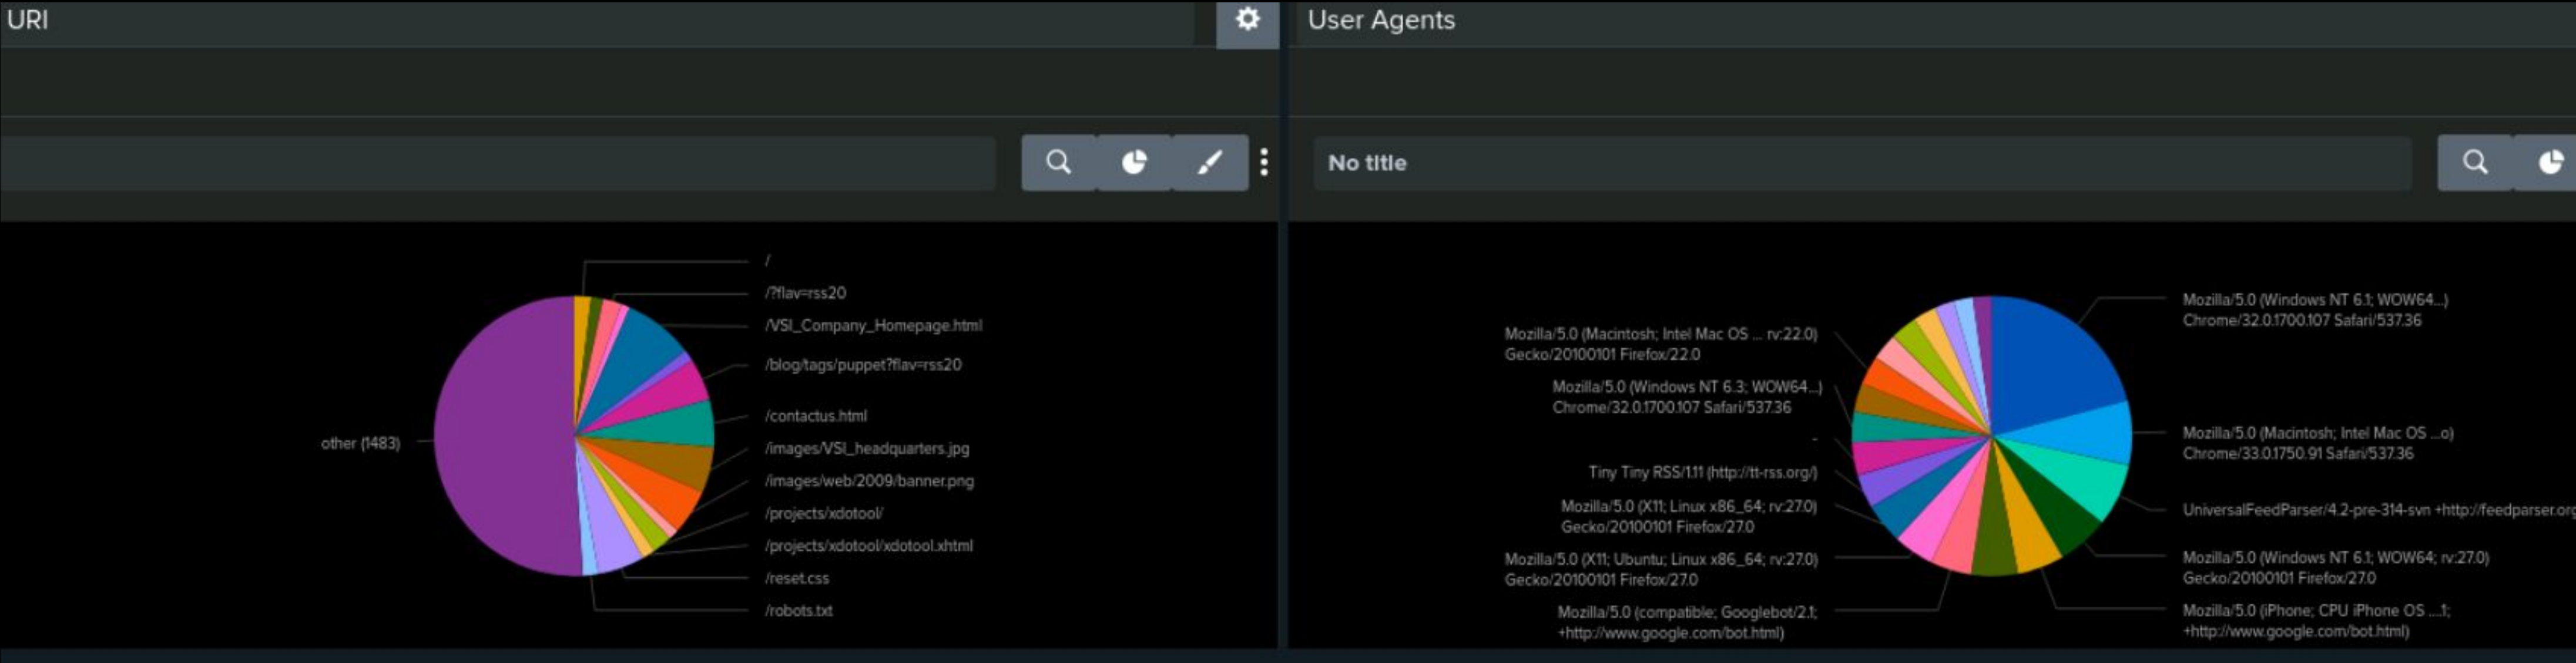 URI
/
/?flav=rss20
/VSI_Company_Homepage.html
/blog/tags/puppet?flav=rss20
/contactus.html
other (1483)
/images/VSI_headquarters.jpg
/images/web/2009/banner.png
/projects/xdotool/
/projects/xdotool/xdotool.xhtml
/reset.css
/robots.txt
User Agents
No title
Mozilla/5.0 (Macintosh; Intel Mac OS ... rv:22.0)
Gecko/20100101 Firefox/22.0
Mozilla/5.0 (Windows NT 6.3; WOW64...)
Chrome/32.0.1700.107 Safari/537.36
-
Tiny Tiny RSS/1.11 (http://tt-rss.org/)
Mozilla/5.0 (X11; Linux x86_64; rv:27.0)
Gecko/20100101 Firefox/27.0
Mozilla/5.0 (X11; Ubuntu; Linux x86_64; rv:27.0)
Gecko/20100101 Firefox/27.0
Mozilla/5.0 (compatible; Googlebot/2.1;
+http://www.google.com/bot.html)
Mozilla/5.0 (Windows NT 6.1; WOW64...)
Chrome/32.0.1700.107 Safari/537.36
Mozilla/5.0 (Macintosh; Intel Mac OS ...o)
Chrome/33.0.1750.91 Safari/537.36
UniversalFeedParser/4.2-pre-314-svn +http://feedparser.org
Mozilla/5.0 (Windows NT 6.1; WOW64; rv:27.0)
Gecko/20100101 Firefox/27.0
Mozilla/5.0 (iPhone; CPU iPhone OS ....1;
+http://www.google.com/bot.html)